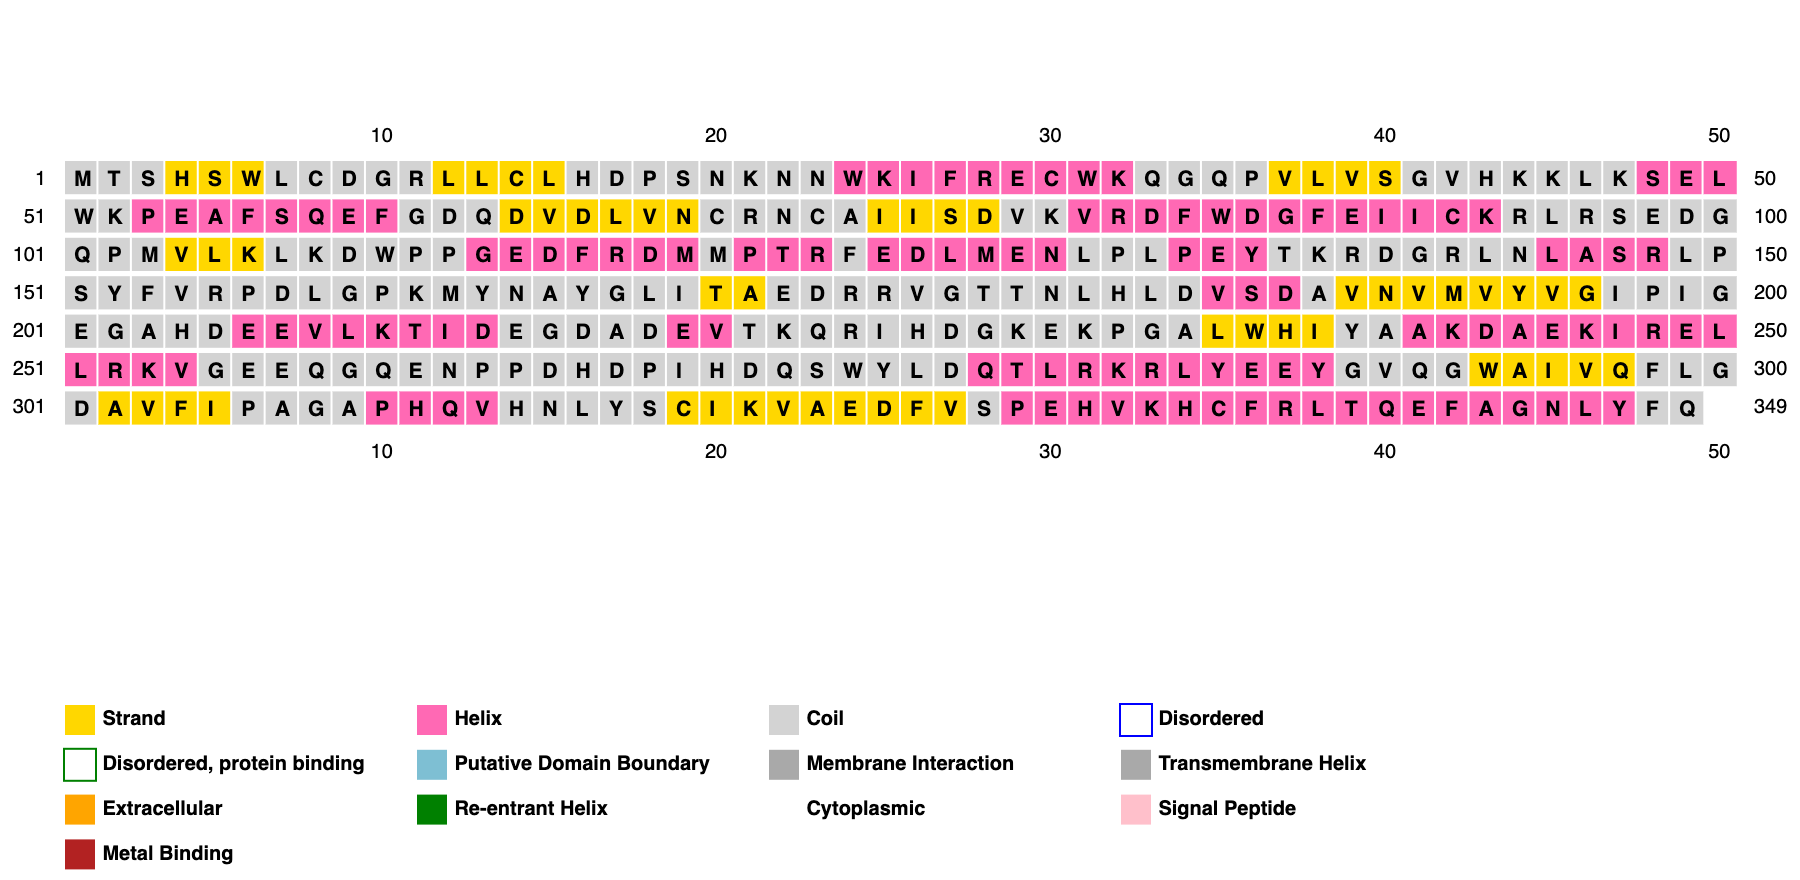 10 20 30 40 50
1 M T S H S W L C D G R L L C L H D P S N K N N W K I F R E C W K Q G Q P V L V S G V H K K L K S E L 50
51 W K P E A F S Q E F G D Q D V D L V N C R N C A I I S D V K V R D F W D G F E I I C K R L R S E D G 100
101 Q P M V L K L K D W P P G E D F R D M M P T R F E D L M E N L P L P E Y T K R D G R L N L A S R L P 150
151 S Y F V R P D L G P K M Y N A Y G L I T A E D R R V G T T N L H L D V S D A V N V M V Y V G I P I G 200
201 E G A H D E E V L K T I D E G D A D E V T K Q R I H D G K E K P G A L W H I Y A A K D A E K I R E L 250
251 L R K V G E E Q G Q E N P P D H D P I H D Q S W Y L D Q T L R K R L Y E E Y G V Q G W A I V Q F L G 300
301 D A V F I P A G A P H Q V H N L Y S C I K V A E D F V S P E H V K H C F R L T Q E F A G N L Y F Q 349
10 20 30 40 50
Strand Helix Coil Disordered
Disordered, protein binding Putative Domain Boundary Membrane Interaction Transmembrane Helix
Extracellular Re-entrant Helix Cytoplasmic Signal Peptide
Metal Binding